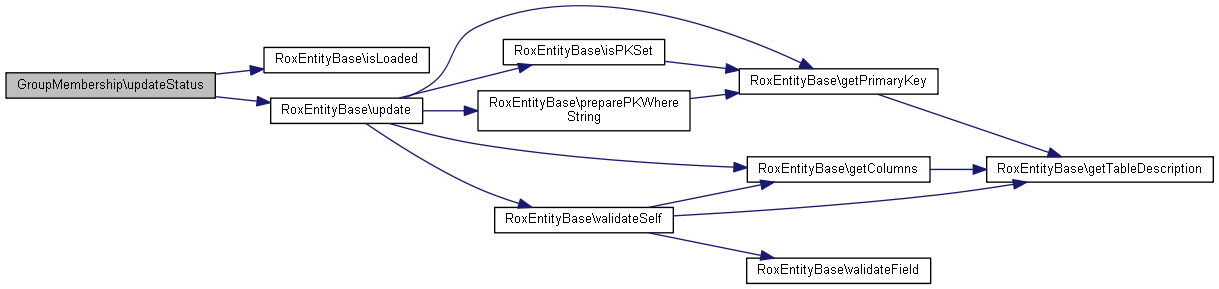 GroupMembership\updateStatus
RoxEntityBase\isLoaded
RoxEntityBase\update
RoxEntityBase\isPKSet
RoxEntityBase\preparePKWhere
String
RoxEntityBase\validateSelf
RoxEntityBase\getPrimaryKey
RoxEntityBase\getColumns
RoxEntityBase\validateField
RoxEntityBase\getTableDescription